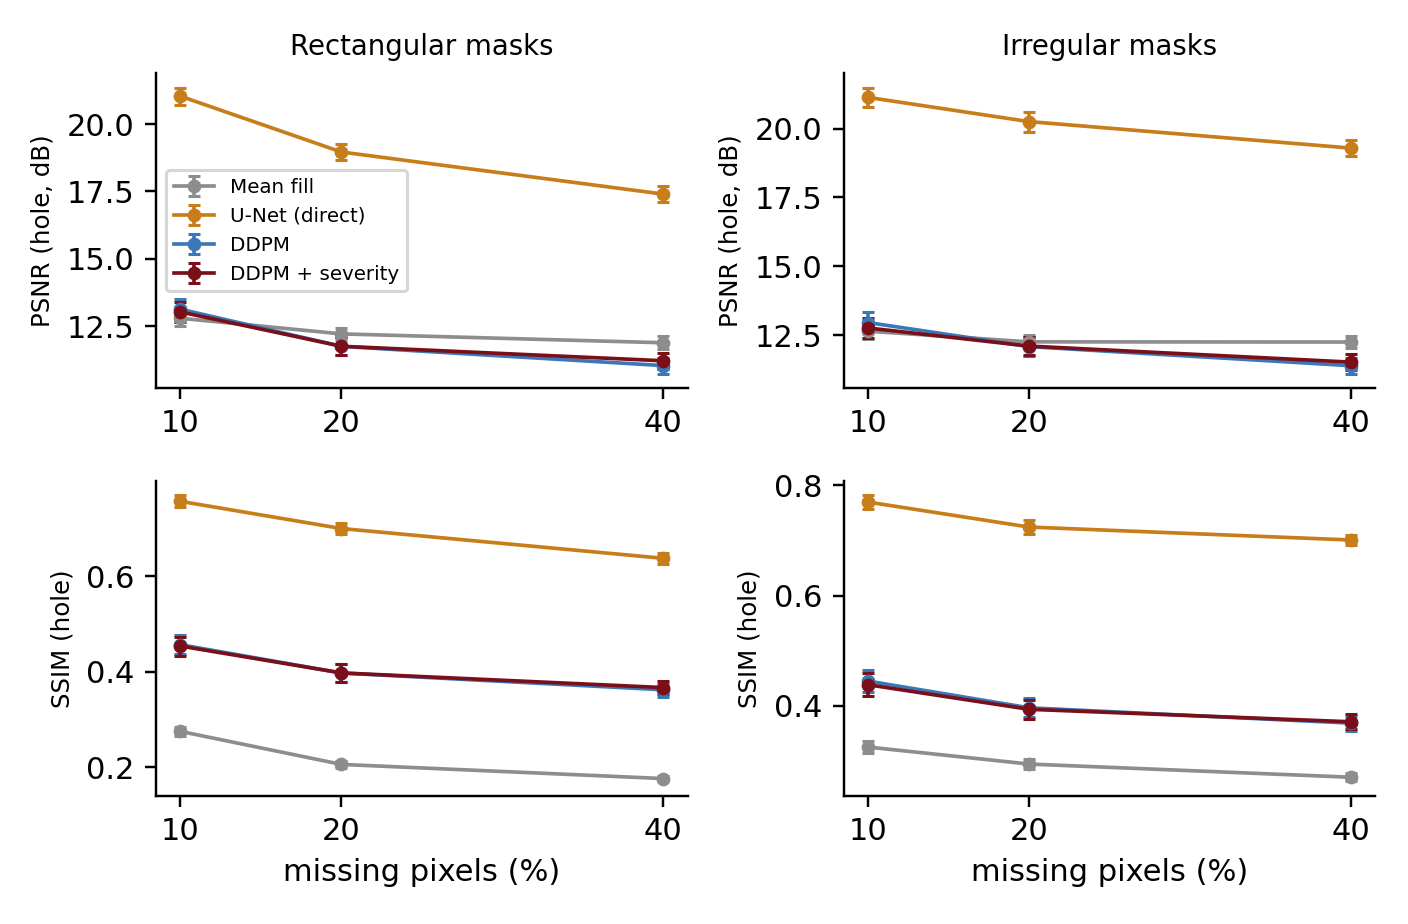 Rectangular masks
PSNR (hole, dB)
20.0
17.5
15.0
12.5
Mean fill
U-Net (direct)
DDPM
DDPM + severity
10 20 40
Irregular masks
PSNR (hole, dB)
20.0
17.5
15.0
12.5
10 20 40
SSIM (hole)
0.6
0.4
0.2
10 20 40
missing pixels (%)
SSIM (hole)
0.8
0.6
0.4
10 20 40
missing pixels (%)